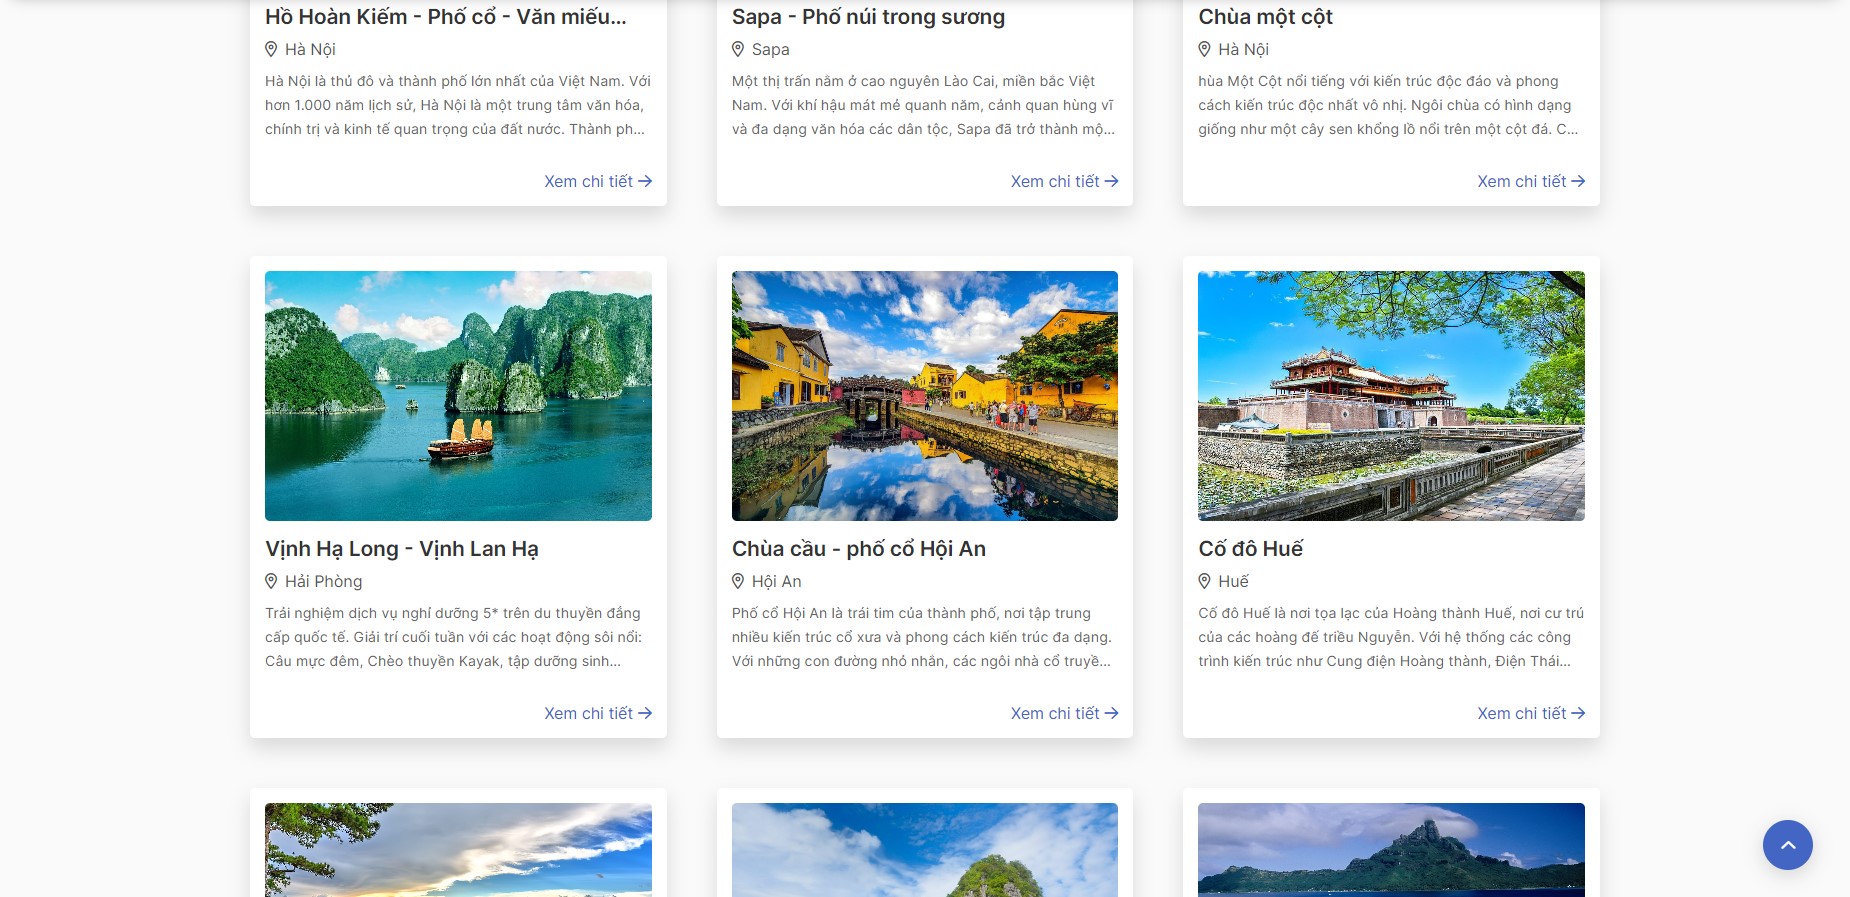 Hồ Hoàn Kiếm - Phố cổ - Văn miếu...
Hà Nội
Hà Nội là thủ đô và thành phố lớn nhất của Việt Nam. Với
hơn 1.000 năm lịch sử, Hà Nội là một trung tâm văn hóa,
chính trị và kinh tế quan trọng của đất nước. Thành ph...
Xem chi tiết
Sapa - Phố núi trong sương
Sapa
Một thị trấn nằm ở cao nguyên Lào Cai, miền bắc Việt
Nam. Với khí hậu mát mẻ quanh năm, cảnh quan hùng vĩ
và đa dạng văn hóa các dân tộc, Sapa đã trở thành mộ...
Xem chi tiết
Chùa một cột
Hà Nội
hùa Một Cột nổi tiếng với kiến trúc độc đáo và phong
cách kiến trúc độc nhất vô nhị. Ngôi chùa có hình dạng
giống như một cây sen khổng lồ nổi trên một cột đá. C...
Xem chi tiết
Vịnh Hạ Long - Vịnh Lan Hạ
Hải Phòng
Trải nghiệm dịch vụ nghỉ dưỡng 5* trên du thuyền đẳng
cấp quốc tế. Giải trí cuối tuần với các hoạt động sôi nổi:
Câu mực đêm, Chèo thuyền Kayak, tập dưỡng sinh...
Xem chi tiết
Chùa cầu - phố cổ Hội An
Hội An
Phố cổ Hội An là trái tim của thành phố, nơi tập trung
nhiều kiến trúc cổ xưa và phong cách kiến trúc đa dạng.
Với những con đường nhỏ nhắn, các ngôi nhà cổ truyề...
Xem chi tiết
Cố đô Huế
Huế
Cố đô Huế là nơi tọa lạc của Hoàng thành Huế, nơi cư trú
của các hoàng đế triều Nguyễn. Với hệ thống các công
trình kiến trúc như Cung điện Hoàng thành, Điện Thái...
Xem chi tiết